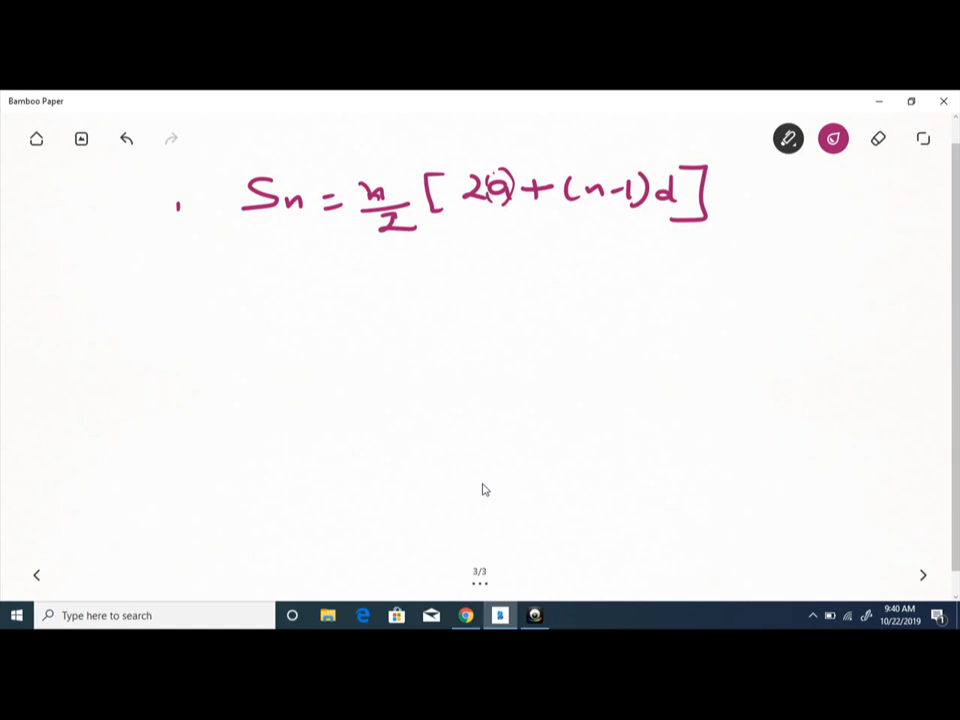 Bamboo Paper
Sn = n/2 [ 2(a) + (n-1)d ]
3/3
Type here to search
9:40 AM
10/22/2019